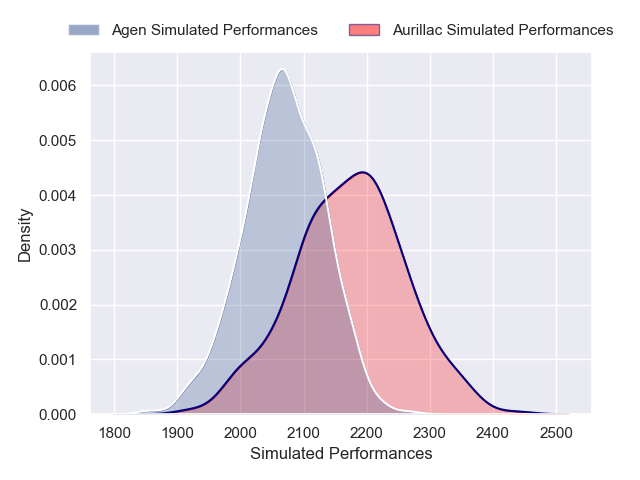 Agen Simulated Performances Aurillac Simulated Performances
0.006
0.005
0.004
0.003
0.002
0.001
0.000
Density
1800 1900 2000 2100 2200 2300 2400 2500
Simulated Performances